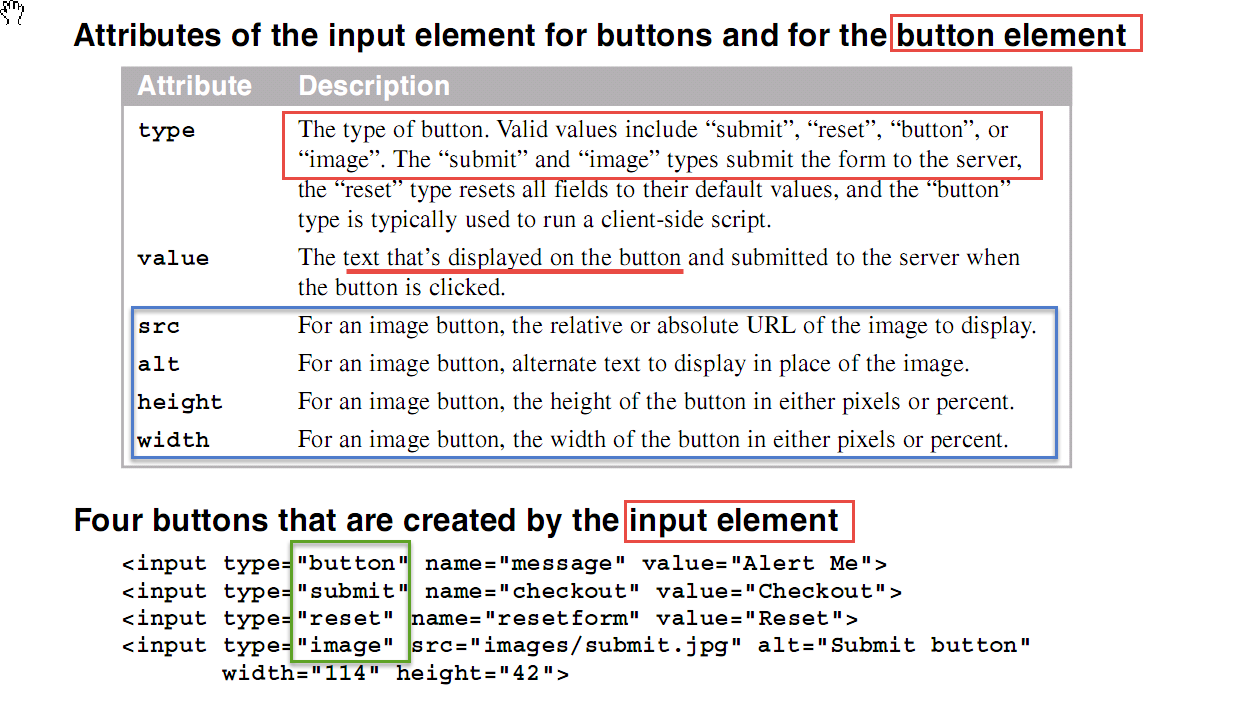 Attributes of the input element for buttons and for the button element
Attribute Description
type The type of button. Valid values include “submit”, “reset”, “button”, or
“image”. The “submit” and “image” types submit the form to the server,
the “reset” type resets all fields to their default values, and the “button”
type is typically used to run a client-side script.
value The text that’s displayed on the button and submitted to the server when
the button is clicked.
src For an image button, the relative or absolute URL of the image to display.
alt For an image button, alternate text to display in place of the image.
height For an image button, the height of the button in either pixels or percent.
width For an image button, the width of the button in either pixels or percent.
Four buttons that are created by the input element
<input type="button" name="message" value="Alert Me">
<input type="submit" name="checkout" value="Checkout">
<input type="reset" name="resetform" value="Reset">
<input type="image" src="images/submit.jpg" alt="Submit button"
width="114" height="42">